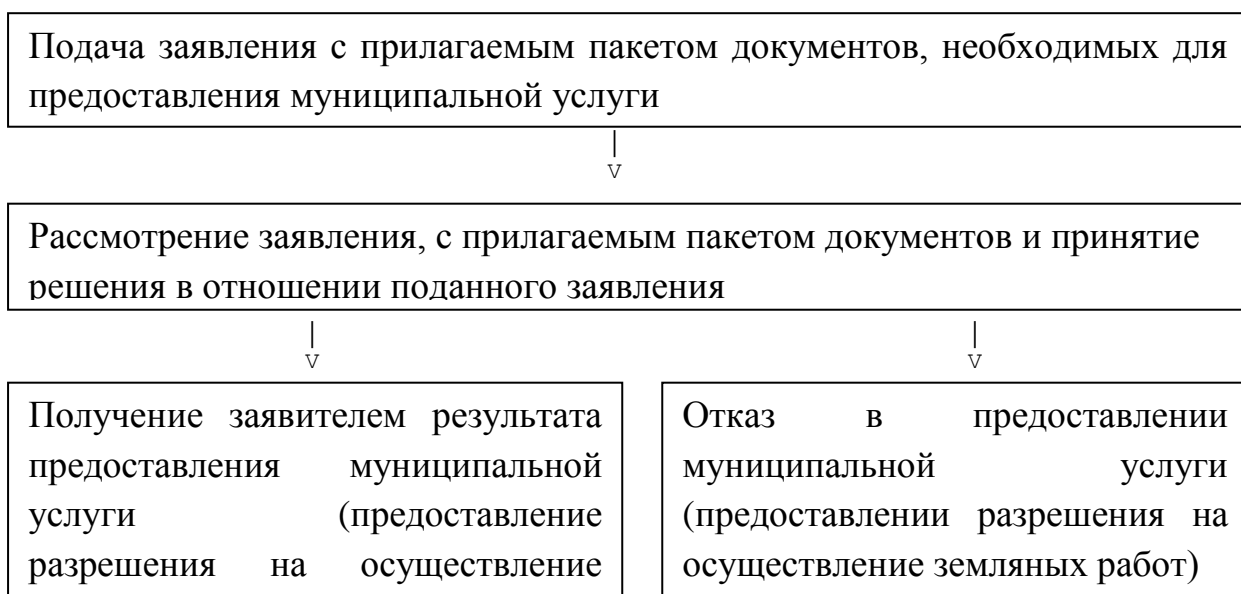 Подача заявления с прилагаемым пакетом документов, необходимых для
предоставления муниципальной услуги
|
V
Рассмотрение заявления, с прилагаемым пакетом документов и принятие
решения в отношении поданного заявления
| |
V V
Получение заявителем результата
предоставления муниципальной
услуги (предоставление
разрешения на осуществление
Отказ в предоставлении
муниципальной услуги
(предоставлении разрешения на
осуществление земляных работ)